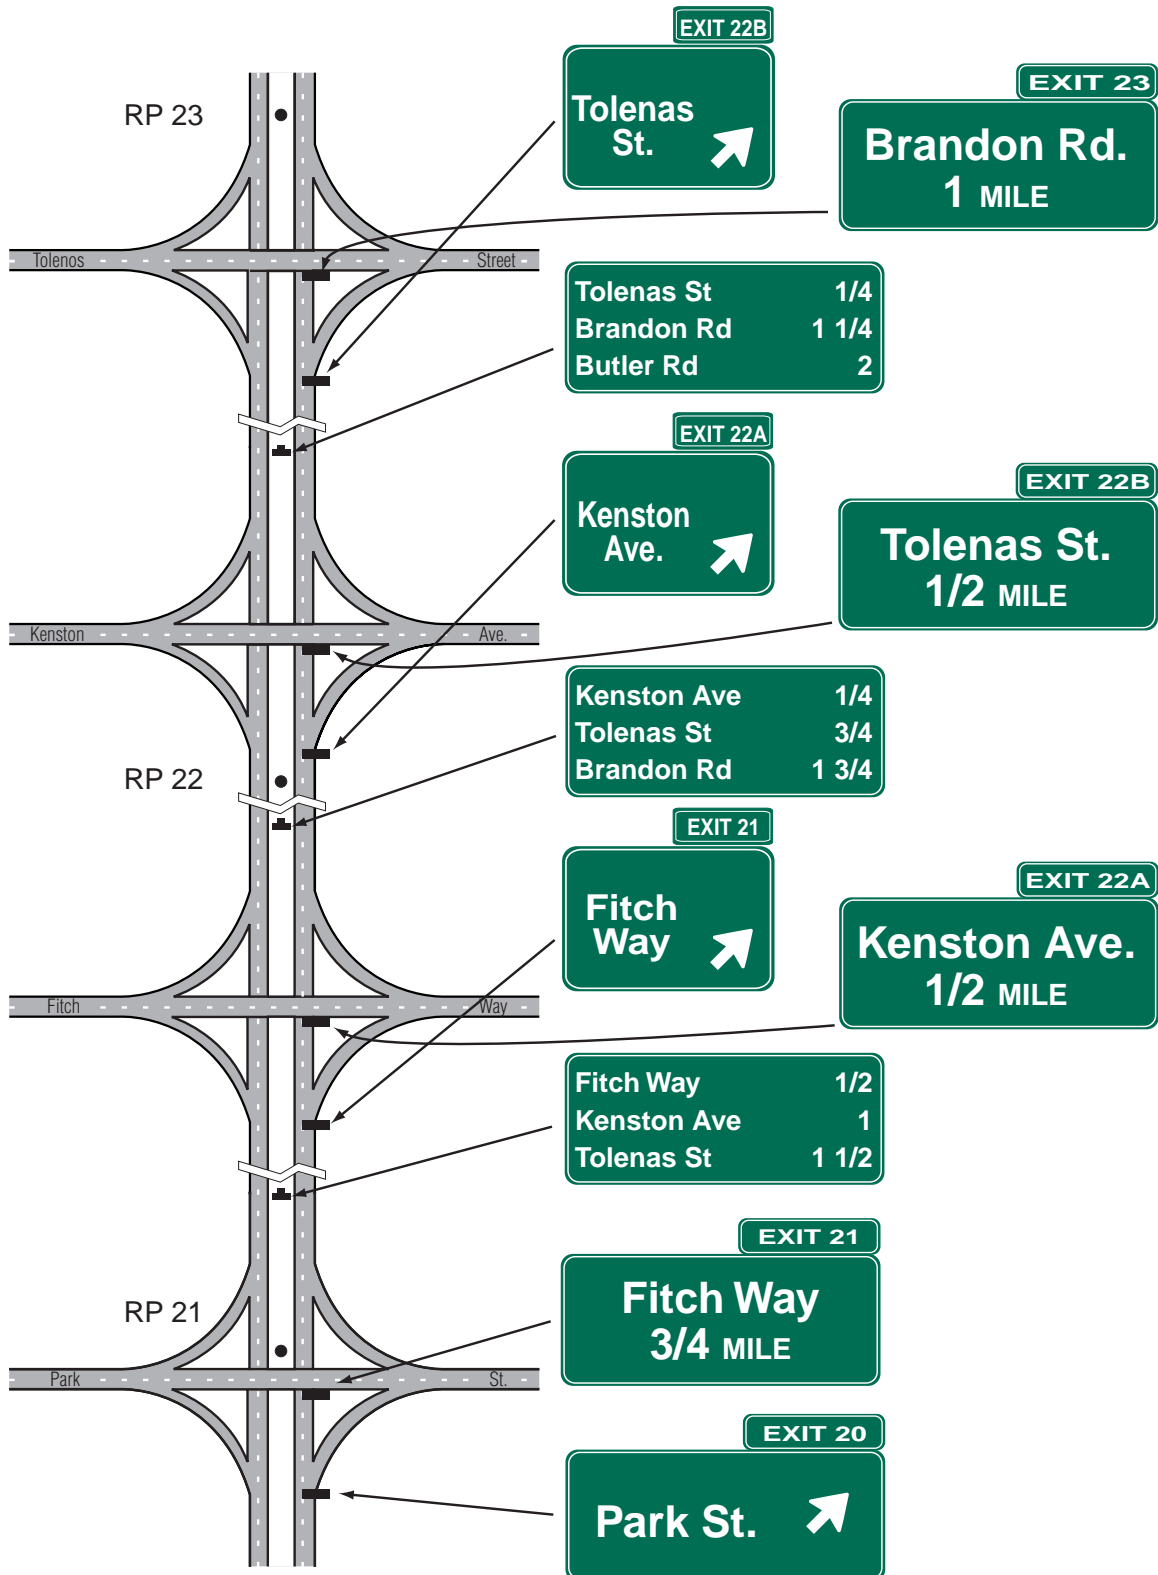 EXIT 22B
Tolenas
St.
EXIT 23
Brandon Rd.
1 MILE
RP 23
Tolenos Street
Tolenas St 1/4
Brandon Rd 1 1/4
Butler Rd 2
EXIT 22A
Kenston
Ave.
EXIT 22B
Tolenas St.
1/2 MILE
Kenston Ave.
Kenston Ave 1/4
Tolenas St 3/4
Brandon Rd 1 3/4
RP 22
EXIT 21
Fitch
Way
EXIT 22A
Kenston Ave.
1/2 MILE
Fitch Way
Fitch Way 1/2
Kenston Ave 1
Tolenas St 1 1/2
EXIT 21
Fitch Way
3/4 MILE
RP 21
Park St.
EXIT 20
Park St.